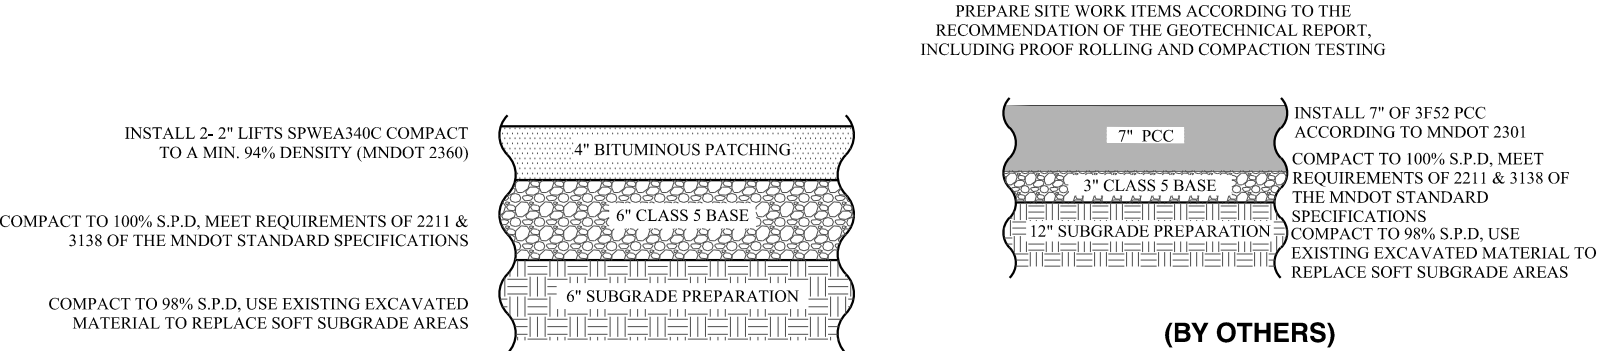 PREPARE SITE WORK ITEMS ACCORDING TO THE
RECOMMENDATION OF THE GEOTECHNICAL REPORT,
INCLUDING PROOF ROLLING AND COMPACTION TESTING
INSTALL 2- 2" LIFTS SPWEA340C COMPACT
TO A MIN. 94% DENSITY (MNDOT 2360)
4" BITUMINOUS PATCHING
COMPACT TO 100% S.P.D, MEET REQUIREMENTS OF 2211 &
3138 OF THE MNDOT STANDARD SPECIFICATIONS
6" CLASS 5 BASE
COMPACT TO 98% S.P.D, USE EXISTING EXCAVATED
MATERIAL TO REPLACE SOFT SUBGRADE AREAS
6" SUBGRADE PREPARATION
7" PCC
INSTALL 7" OF 3F52 PCC
ACCORDING TO MNDOT 2301
3" CLASS 5 BASE
COMPACT TO 100% S.P.D, MEET
REQUIREMENTS OF 2211 & 3138 OF
THE MNDOT STANDARD
SPECIFICATIONS
12" SUBGRADE PREPARATION
COMPACT TO 98% S.P.D, USE
EXISTING EXCAVATED MATERIAL TO
REPLACE SOFT SUBGRADE AREAS
(BY OTHERS)